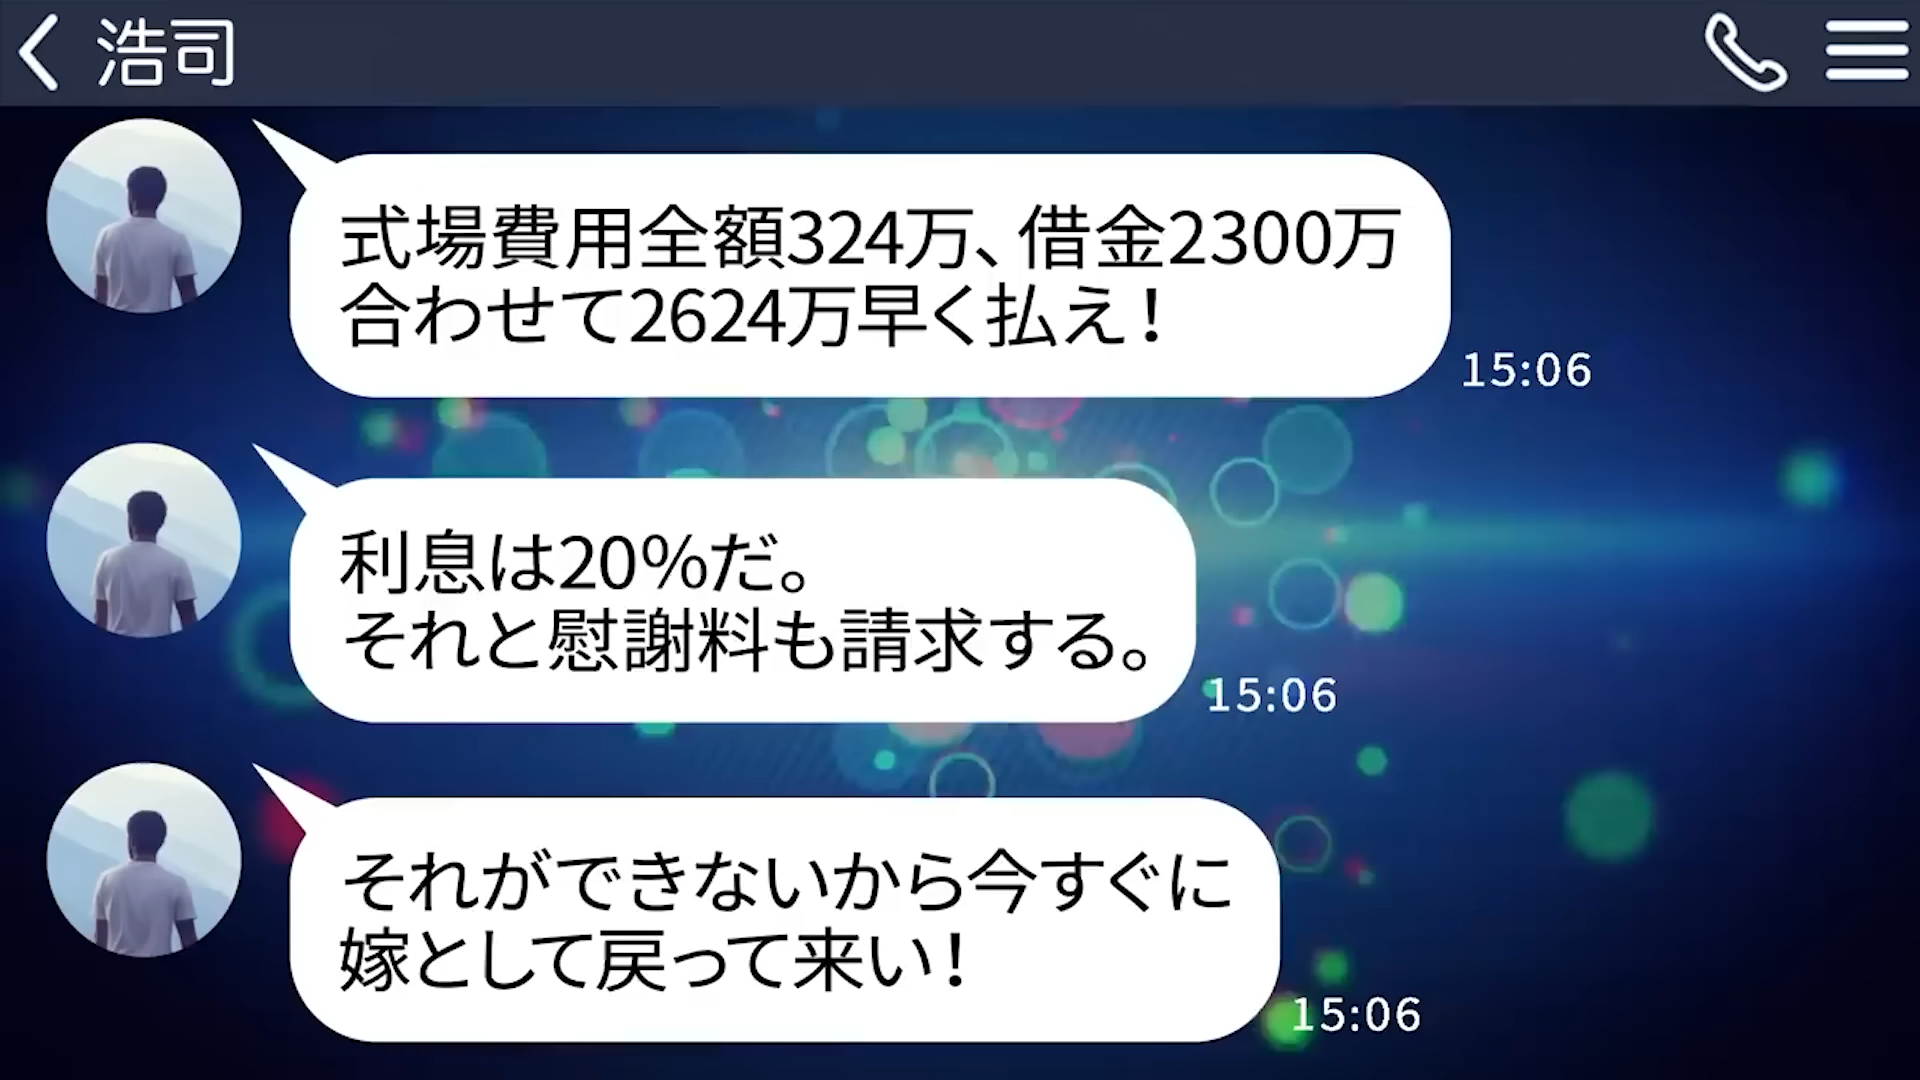 浩司
式場費用全額324万、借金2300万
合わせて2624万早く払え！
15:06
利息は20%だ。
それと慰謝料も請求する。
15:06
それができないから今すぐに
嫁として戻って来い！
15:06